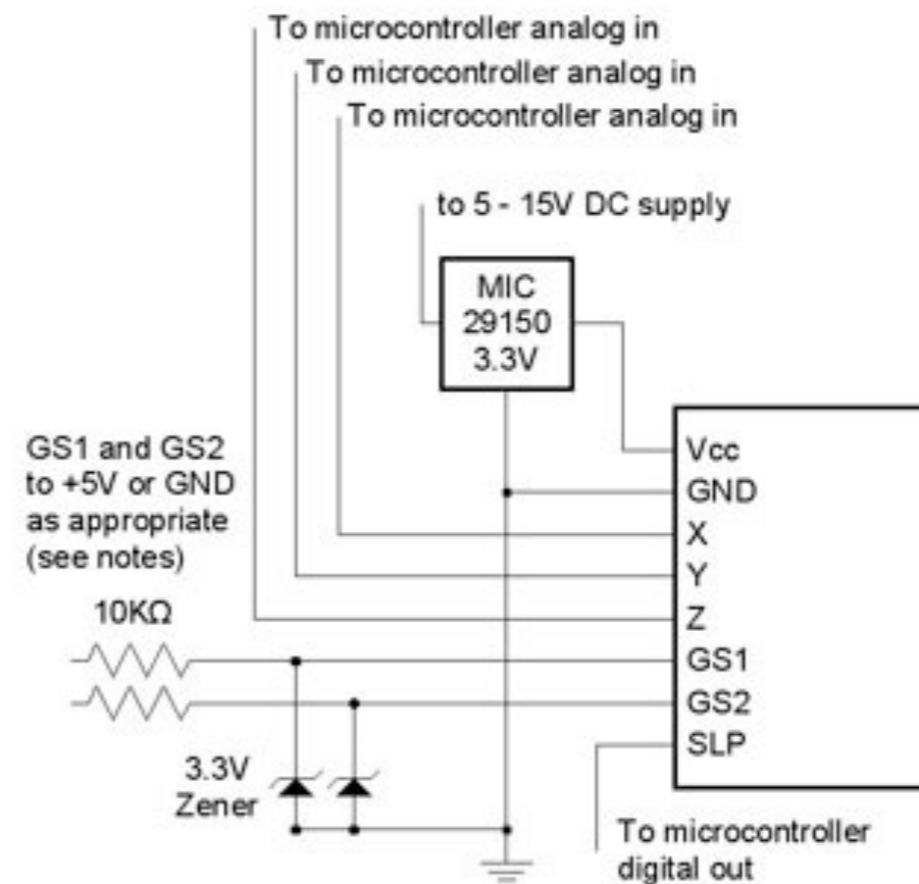 To microcontroller analog in
To microcontroller analog in
To microcontroller analog in
to 5 - 15V DC supply
MIC
29150
3.3V
GS1 and GS2
to +5V or GND
as appropriate
(see notes)
10KΩ
Vcc
GND
X
Y
Z
GS1
GS2
SLP
3.3V
Zener
To microcontroller
digital out